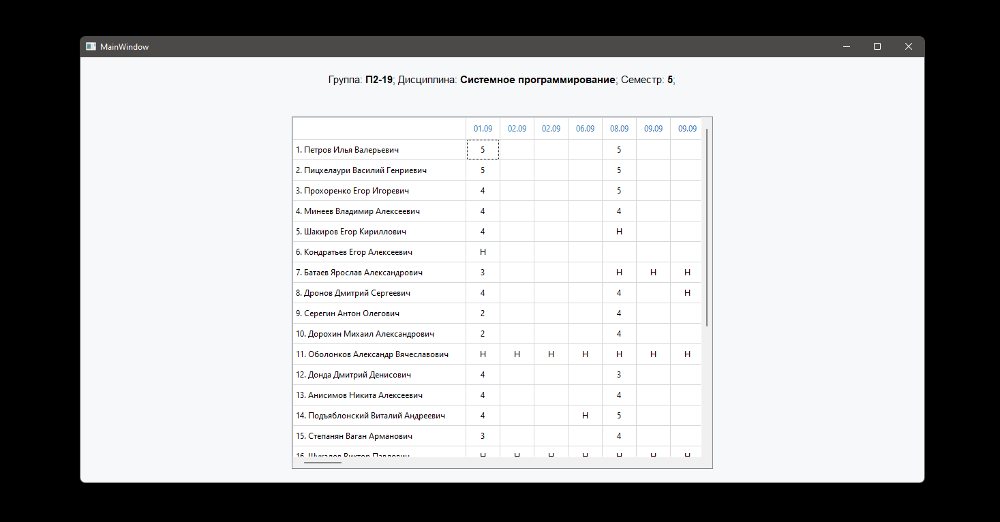 MainWindow
Группа: П2-19; Дисциплина: Системное программирование; Семестр: 5;
01.09 02.09 02.09 06.09 08.09 09.09 09.09
1. Петров Илья Валерьевич 5 5
2. Пицхелаури Василий Генриевич 5 5
3. Прохоренко Егор Игоревич 4 5
4. Минеев Владимир Алексеевич 4 4
5. Шакиров Егор Кириллович 4 Н
6. Кондратьев Егор Алексеевич Н
7. Батаев Ярослав Александрович 3 Н Н Н
8. Дронов Дмитрий Сергеевич 4 4 Н
9. Серегин Антон Олегович 2 4
10. Дорохин Михаил Александрович 2 4
11. Оболонков Александр Вячеславович Н Н Н Н Н Н Н
12. Донда Дмитрий Денисович 4 3
13. Анисимов Никита Алексеевич 4 4
14. Подъяблонский Виталий Андреевич 4 Н 5
15. Степанян Ваган Арманович 3 4
16. Виктор Павлович Н Н Н Н Н Н Н